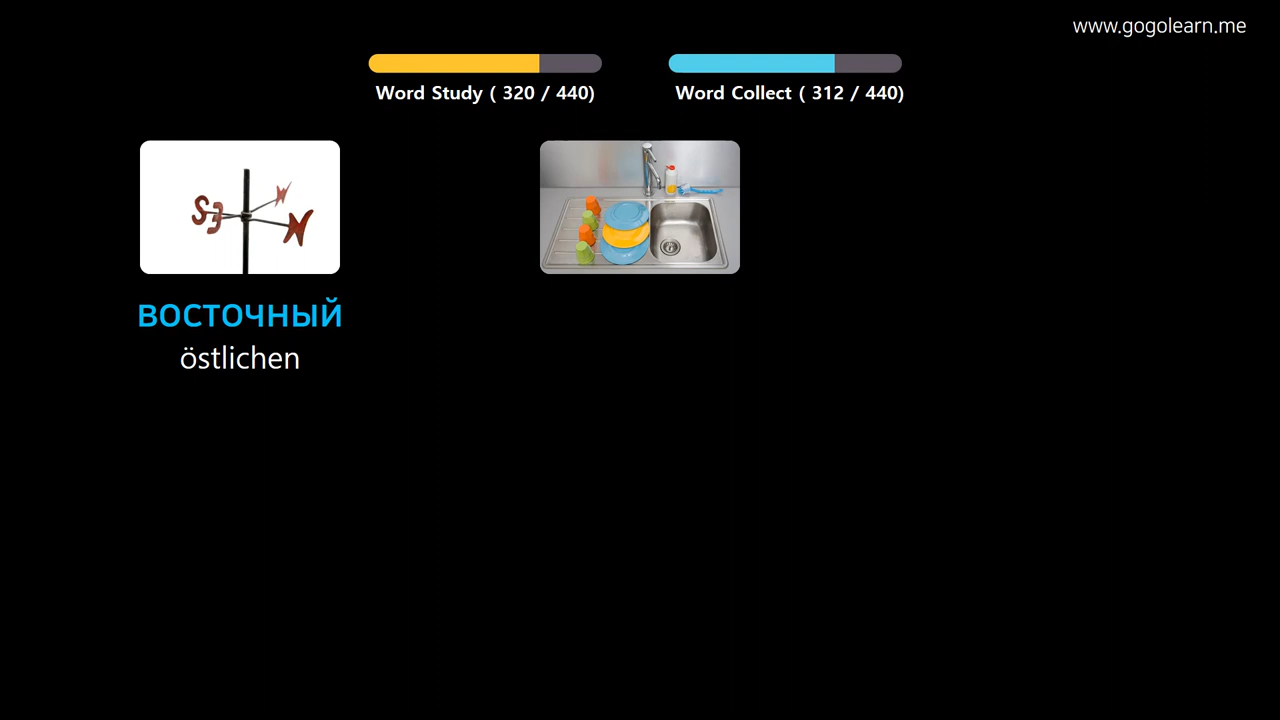 www.gogolearn.me
Word Study ( 320 / 440)
Word Collect ( 312 / 440)
восточный
östlichen